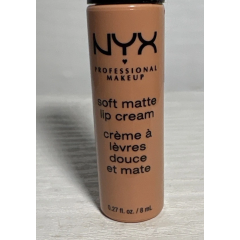 NYX
PROFESSIONAL
MAKEUP
soft matte
lip cream
crème à
lèvres
douce
et mate
0.27 fl. oz. / 8 mL